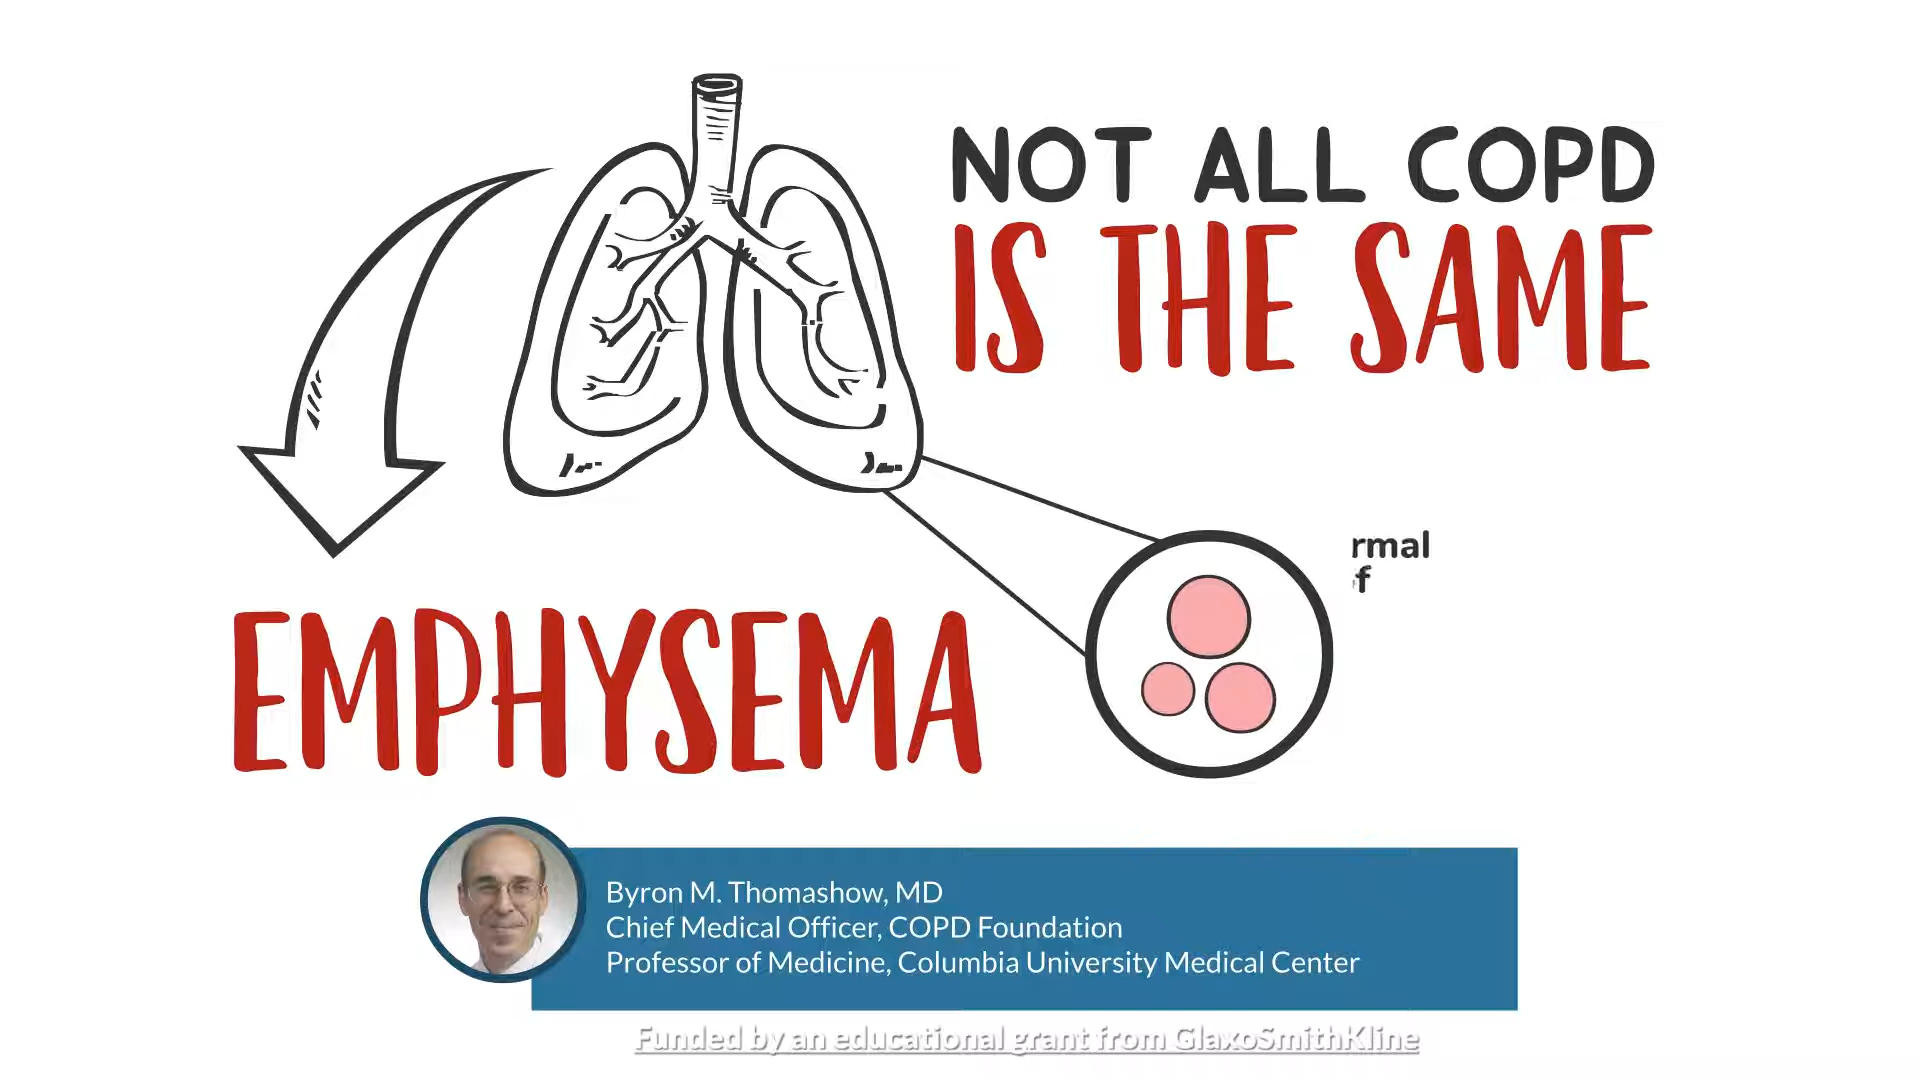 NOT ALL COPD
IS THE SAME
rmal
f
EMPHYSEMA
Byron M. Thomashow, MD
Chief Medical Officer, COPD Foundation
Professor of Medicine, Columbia University Medical Center
Funded by an educational grant from GlaxoSmithKline